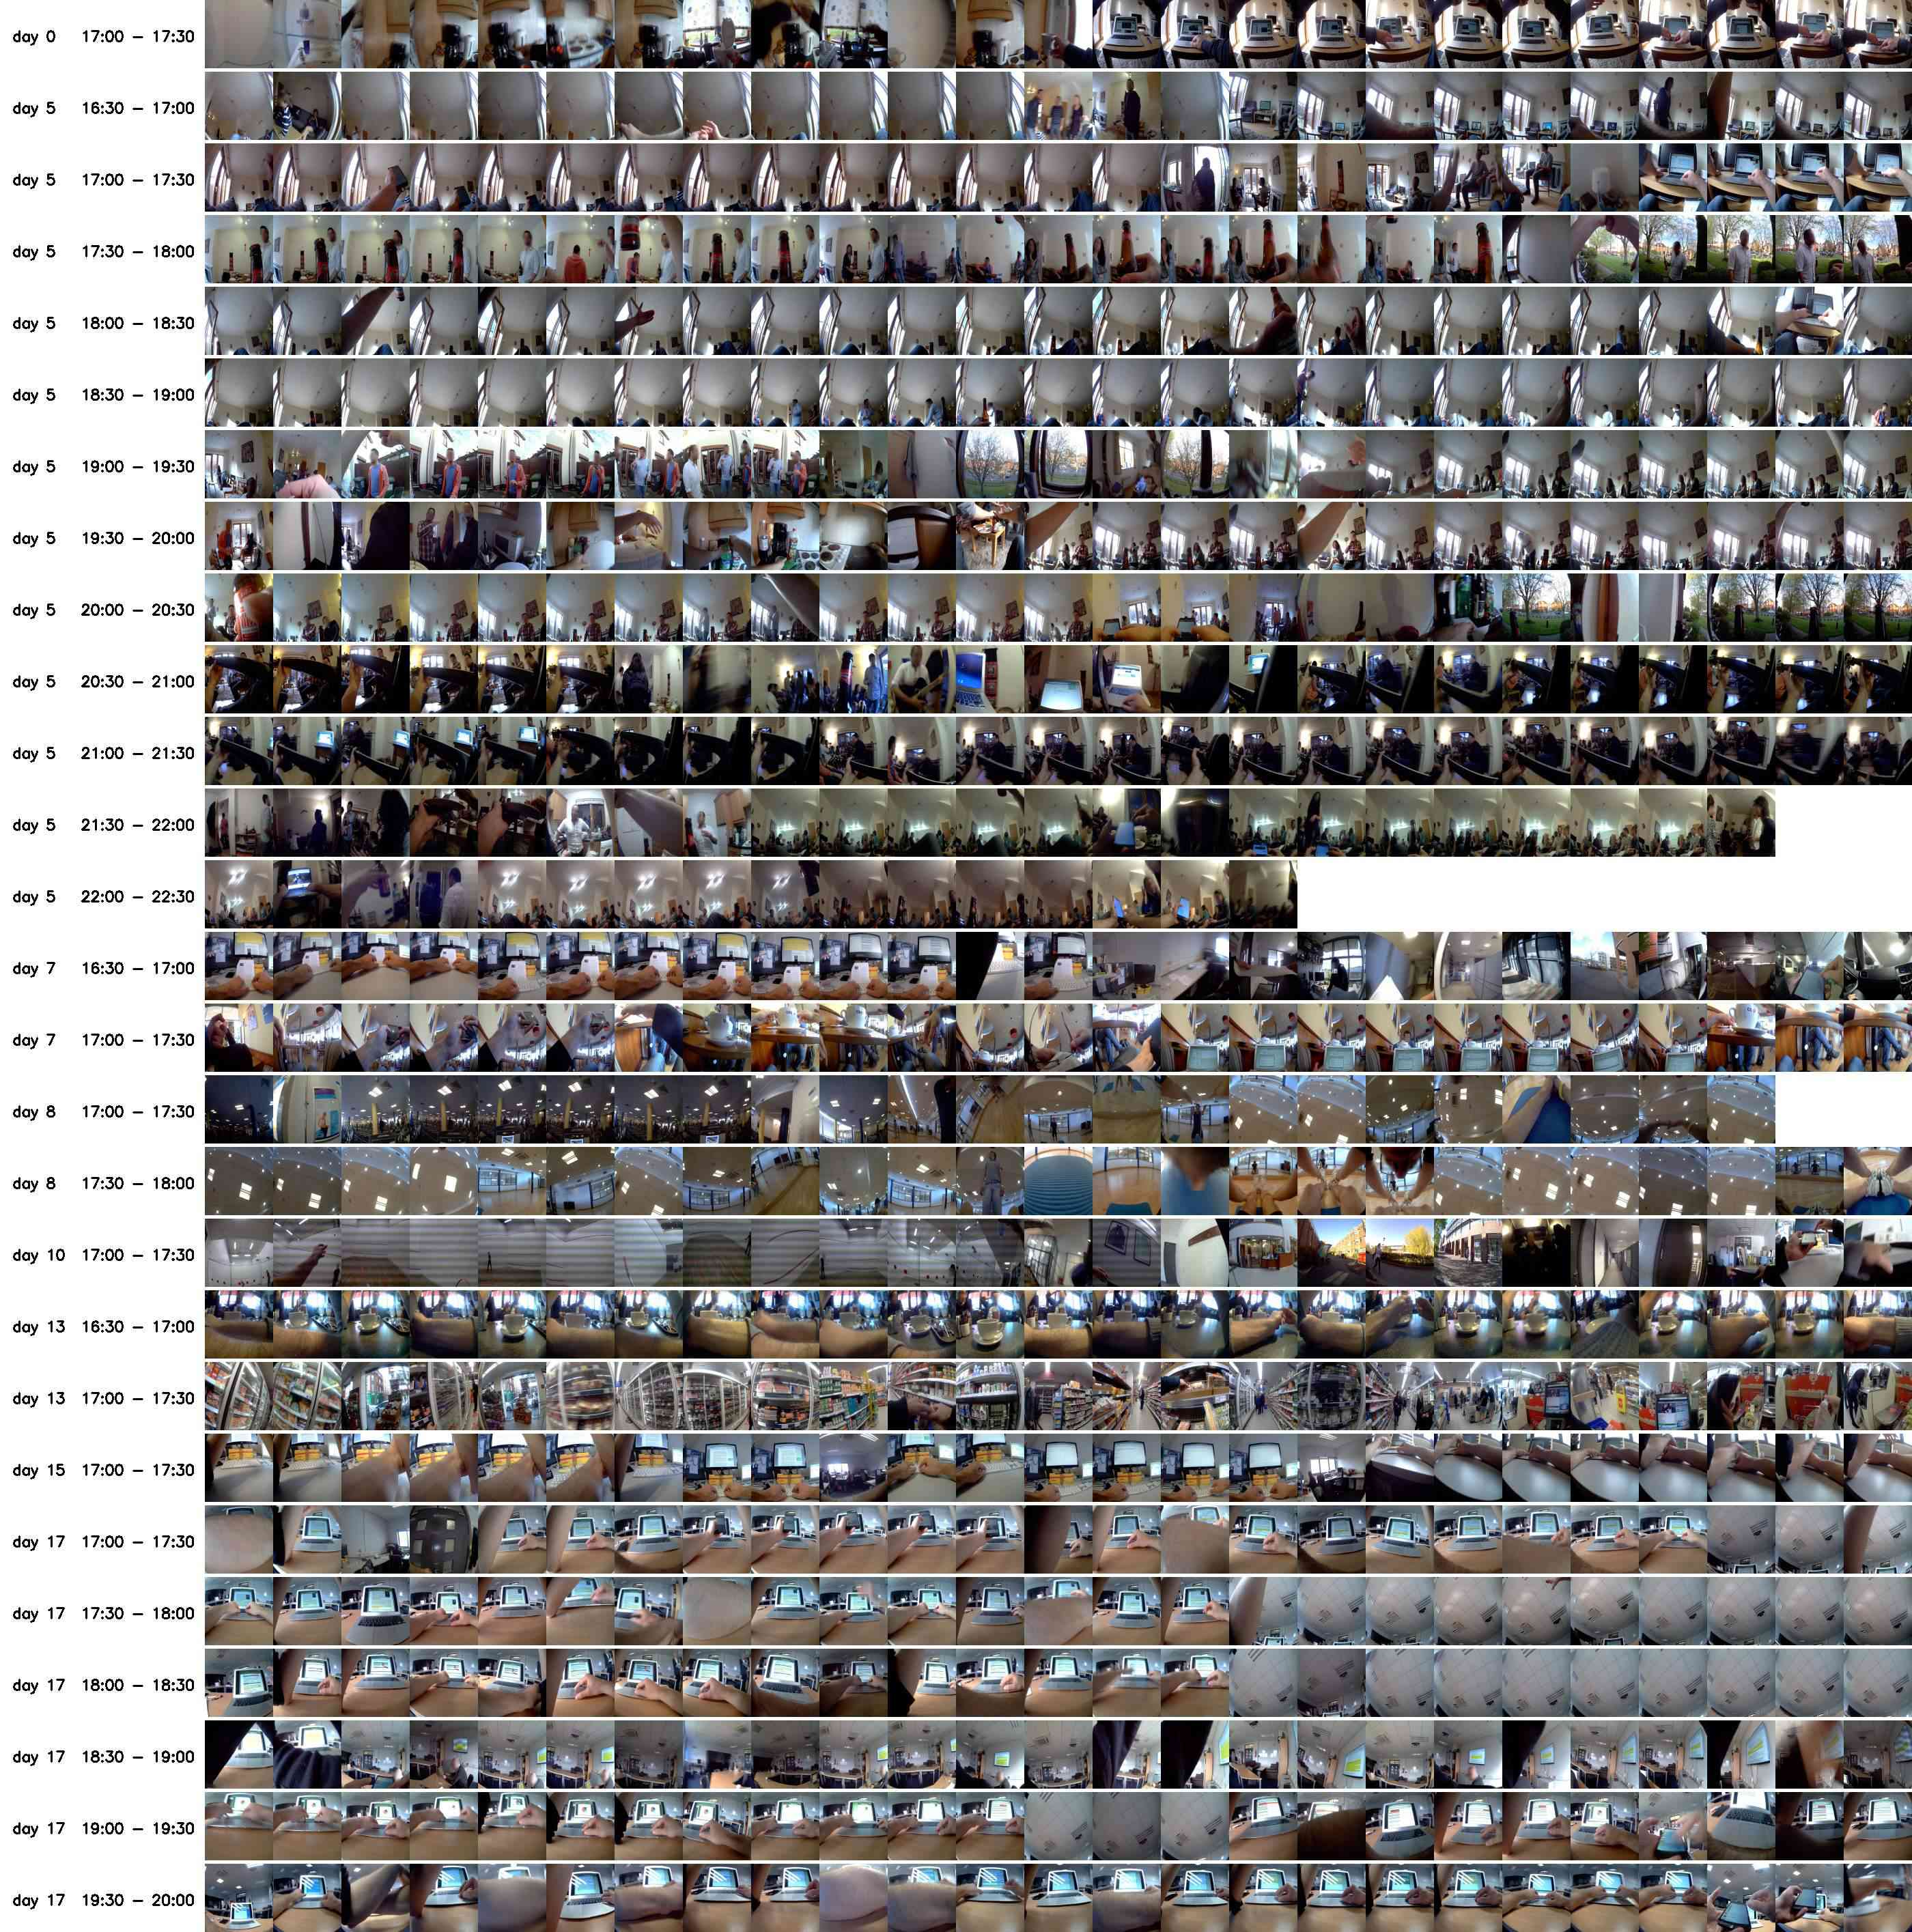 day 0 17:00 – 17:30
day 5 16:30 – 17:00
day 5 17:00 – 17:30
day 5 17:30 – 18:00
day 5 18:00 – 18:30
day 5 18:30 – 19:00
day 5 19:00 – 19:30
day 5 19:30 – 20:00
day 5 20:00 – 20:30
day 5 20:30 – 21:00
day 5 21:00 – 21:30
day 5 21:30 – 22:00
day 5 22:00 – 22:30
day 7 16:30 – 17:00
day 7 17:00 – 17:30
day 8 17:00 – 17:30
day 8 17:30 – 18:00
day 10 17:00 – 17:30
day 13 16:30 – 17:00
day 13 17:00 – 17:30
day 15 17:00 – 17:30
day 17 17:00 – 17:30
day 17 17:30 – 18:00
day 17 18:00 – 18:30
day 17 18:30 – 19:00
day 17 19:00 – 19:30
day 17 19:30 – 20:00